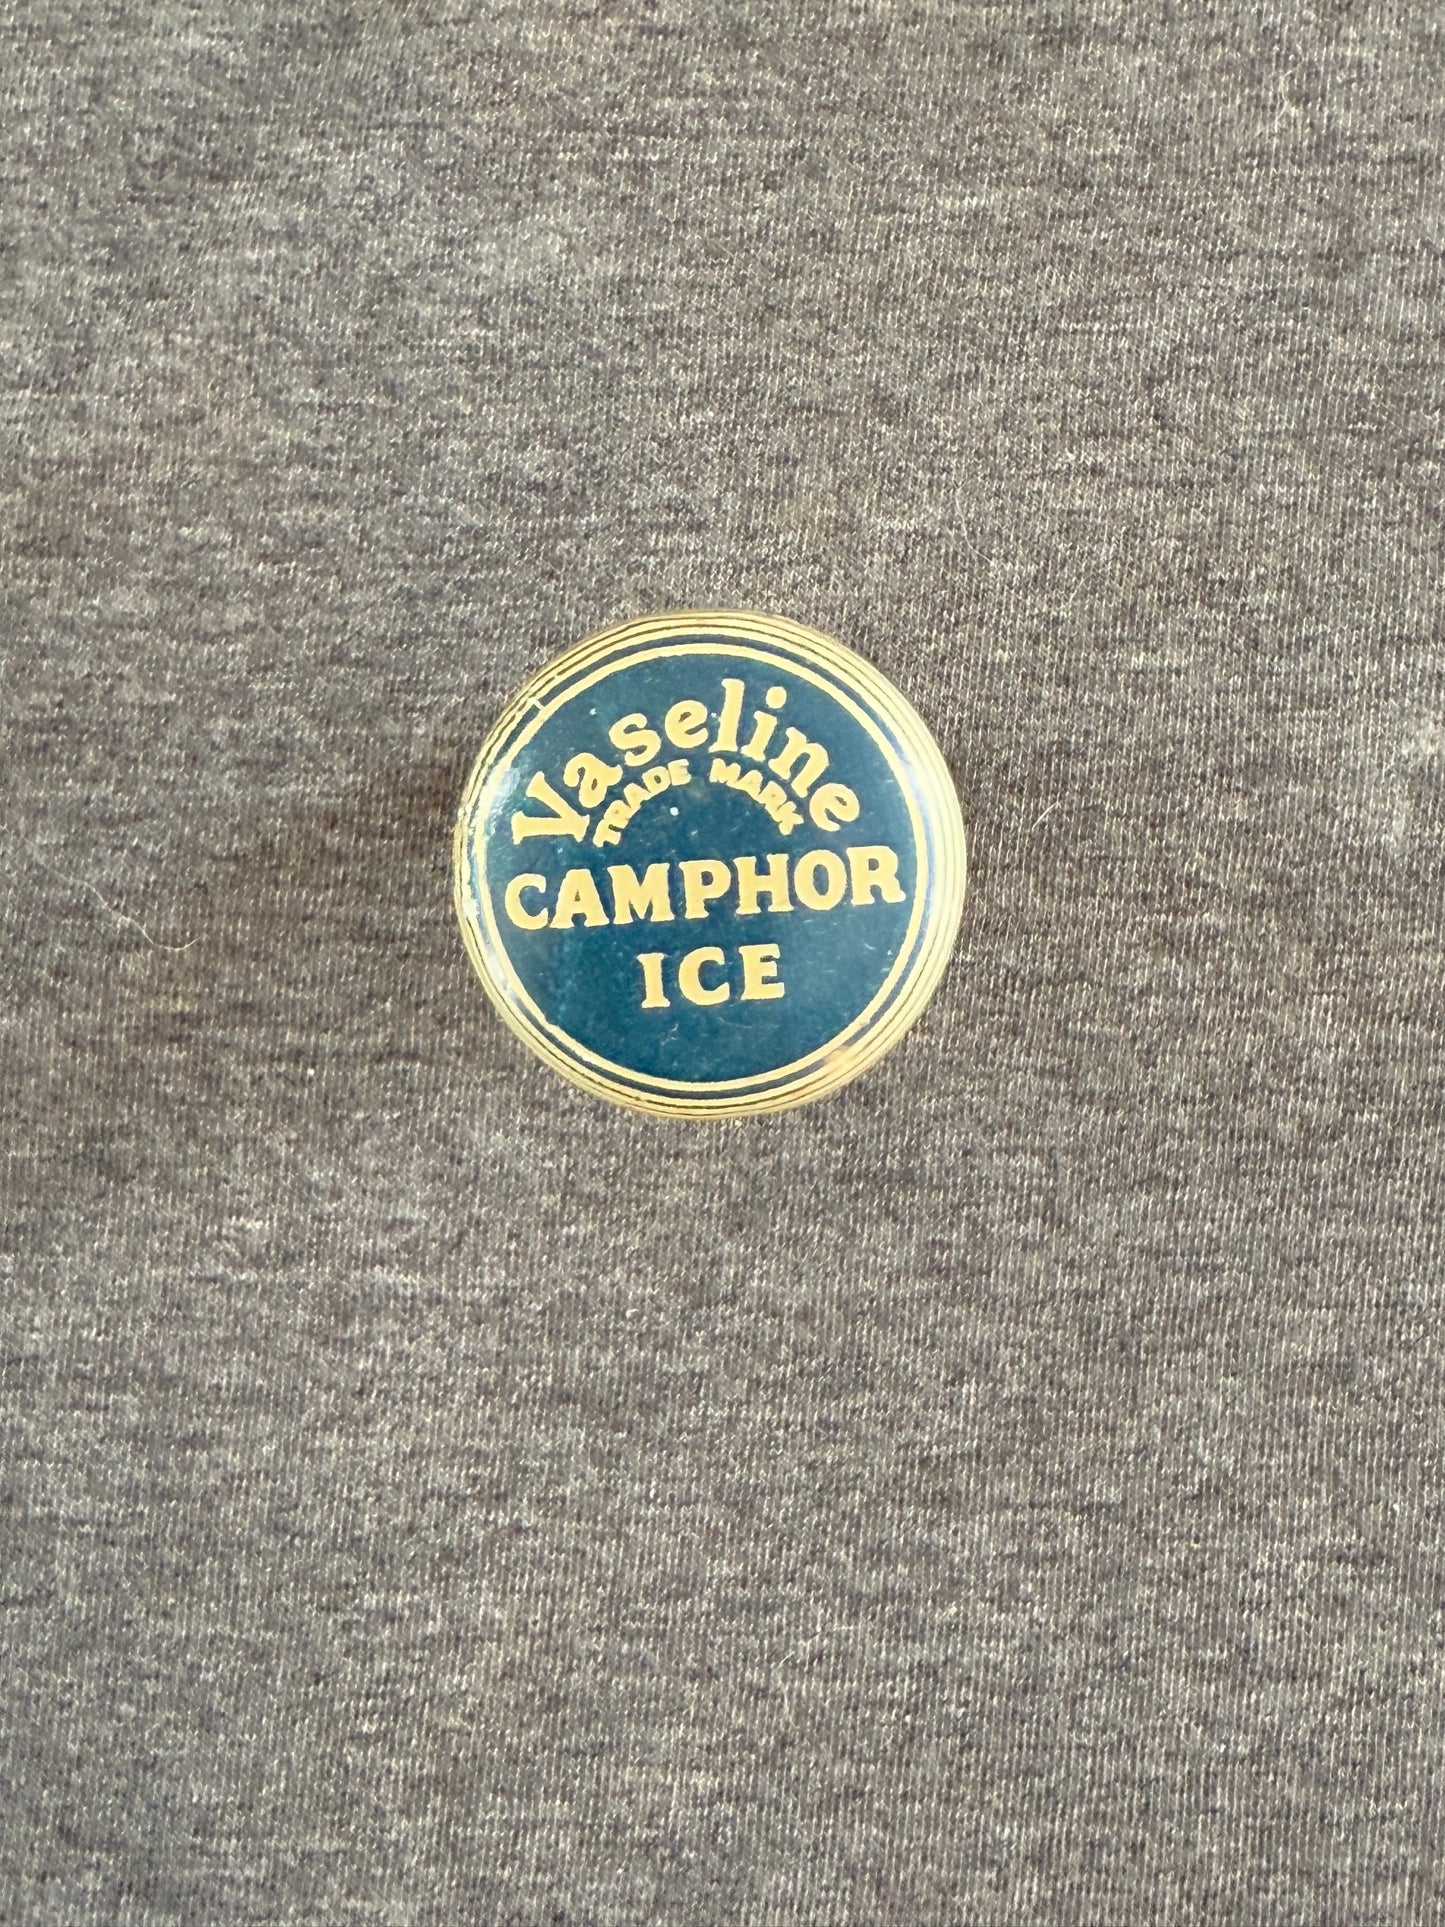 Vaseline
TRADE MARK
CAMPHOR
ICE